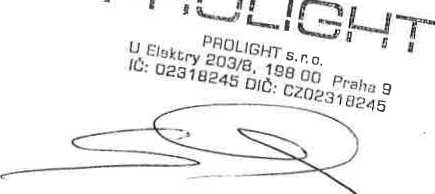 PROLIGHT
PROLIGHT s.r.o.
U Elektry 203/8, 198 00 Praha 9
IČ: 02318245 DIČ: CZ02318245